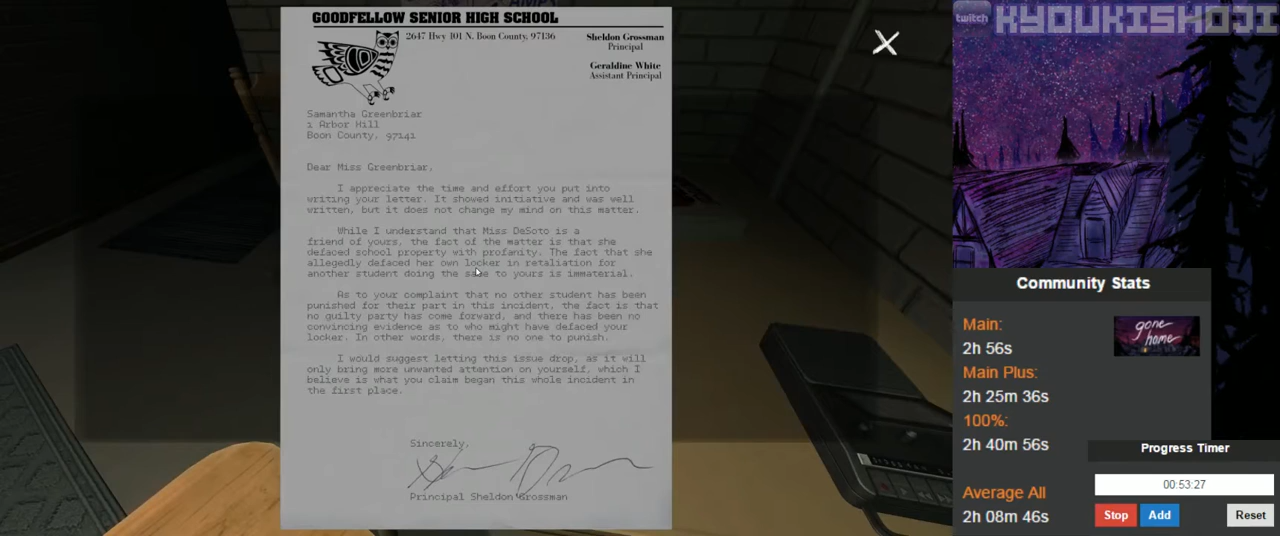 GOODFELLOW SENIOR HIGH SCHOOL
2647 Hwy 101 N. Boon County, 97136
Sheldon Grossman
Principal
Geraldine White
Assistant Principal
Samantha Greenbriar
1 Arbor Hill
Boon County, 97141
Dear Miss Greenbriar,
I appreciate the time and effort you put into
writing your letter. It showed initiative and was well
written, but it does not change my mind on this matter.
While I understand that Miss DeSoto is a
friend of yours, the fact of the matter is that she
defaced school property with profanity. The fact that she
allegedly defaced her own locker in retaliation for
another student doing the same to yours is immaterial.
As to your complaint that no other student has been
punished for their part in this incident, the fact is that
no guilty party has come forward, and there has been no
convincing evidence as to who might have defaced your
locker. In other words, there is no one to punish.
I would suggest letting this issue drop, as it will
only bring more unwanted attention on yourself, which I
believe is what you claim began this whole incident in
the first place.
Sincerely,
Principal Sheldon Grossman
twitch KYOUKISHOJI
Community Stats
gone home
Main:
2h 56s
Main Plus:
2h 25m 36s
100%:
2h 40m 56s
Average All
2h 08m 46s
Progress Timer
00:53:27
Stop Add Reset